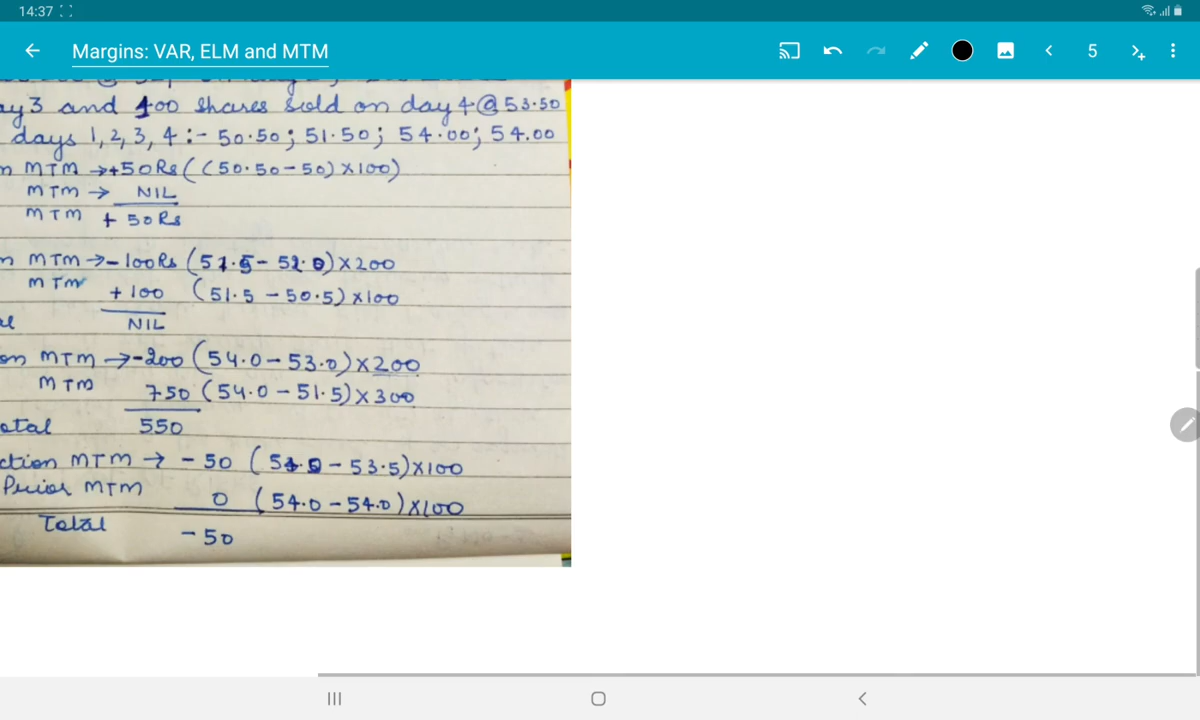 14:37
Margins: VAR, ELM and MTM
5
ay 3 and 100 shares sold on day 4 @ 53.50
days 1, 2, 3, 4 :- 50.50 ; 51.50 ; 54.00 ; 54.00
n MTM → +50 Rs ((50.50 - 50) × 100)
MTM → NIL
MTM + 50 Rs
n MTM → - 100 Rs (51.5 - 52.0) × 200
MTM + 100 (51.5 - 50.5) × 100
al NIL
on MTM → -200 (54.0 - 53.0) × 200
MTM 750 (54.0 - 51.5) × 300
otal 550
ction MTM → - 50 (54.0 - 53.5) × 100
Prior MTM 0 (54.0 - 54.0) × 100
Total - 50